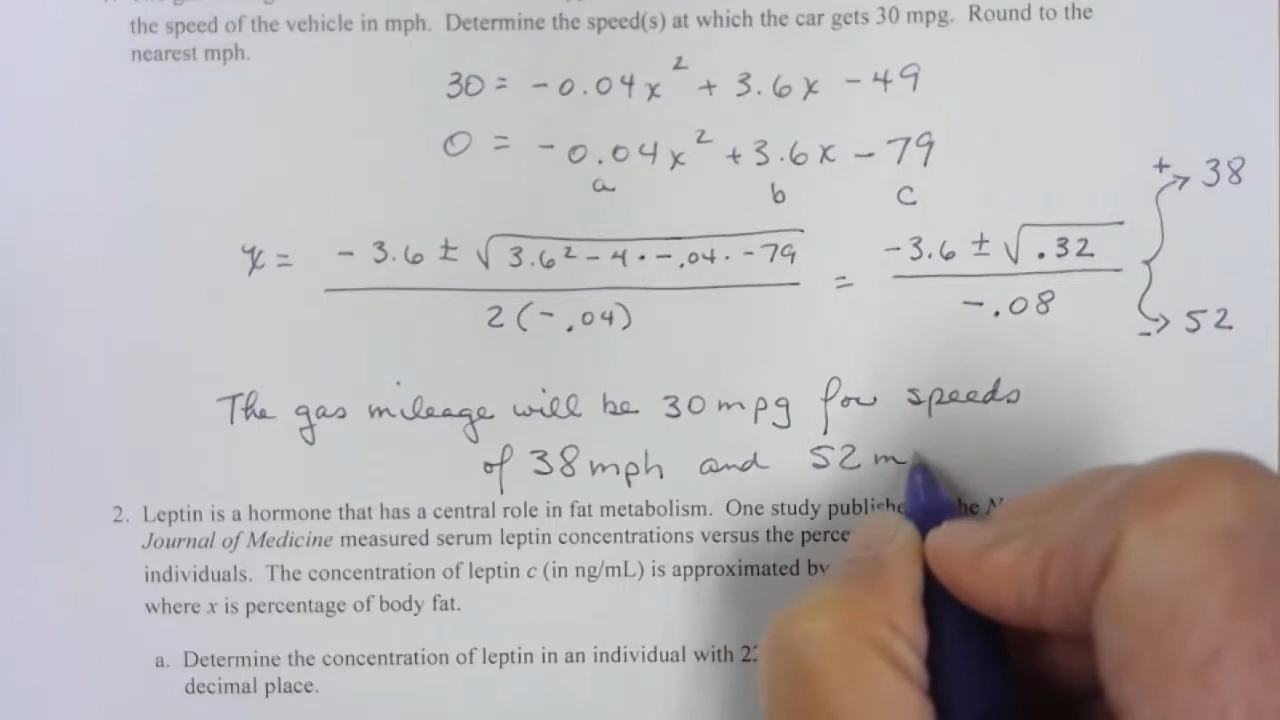 the speed of the vehicle in mph. Determine the speed(s) at which the car gets 30 mpg. Round to the
nearest mph.
30 = -0.04x² + 3.6x - 49
0 = -0.04x² + 3.6x - 79
a b c
x = (-3.6 ± √(3.6² - 4 · -.04 · -79)) / (2(-.04)) = (-3.6 ± √.32) / (-.08)
+ → 38
- → 52
The gas mileage will be 30 mpg for speeds
of 38 mph and 52 m
2. Leptin is a hormone that has a central role in fat metabolism. One study publishe he N
Journal of Medicine measured serum leptin concentrations versus the perce
individuals. The concentration of leptin c (in ng/mL) is approximated by
where x is percentage of body fat.
a. Determine the concentration of leptin in an individual with 2
decimal place.